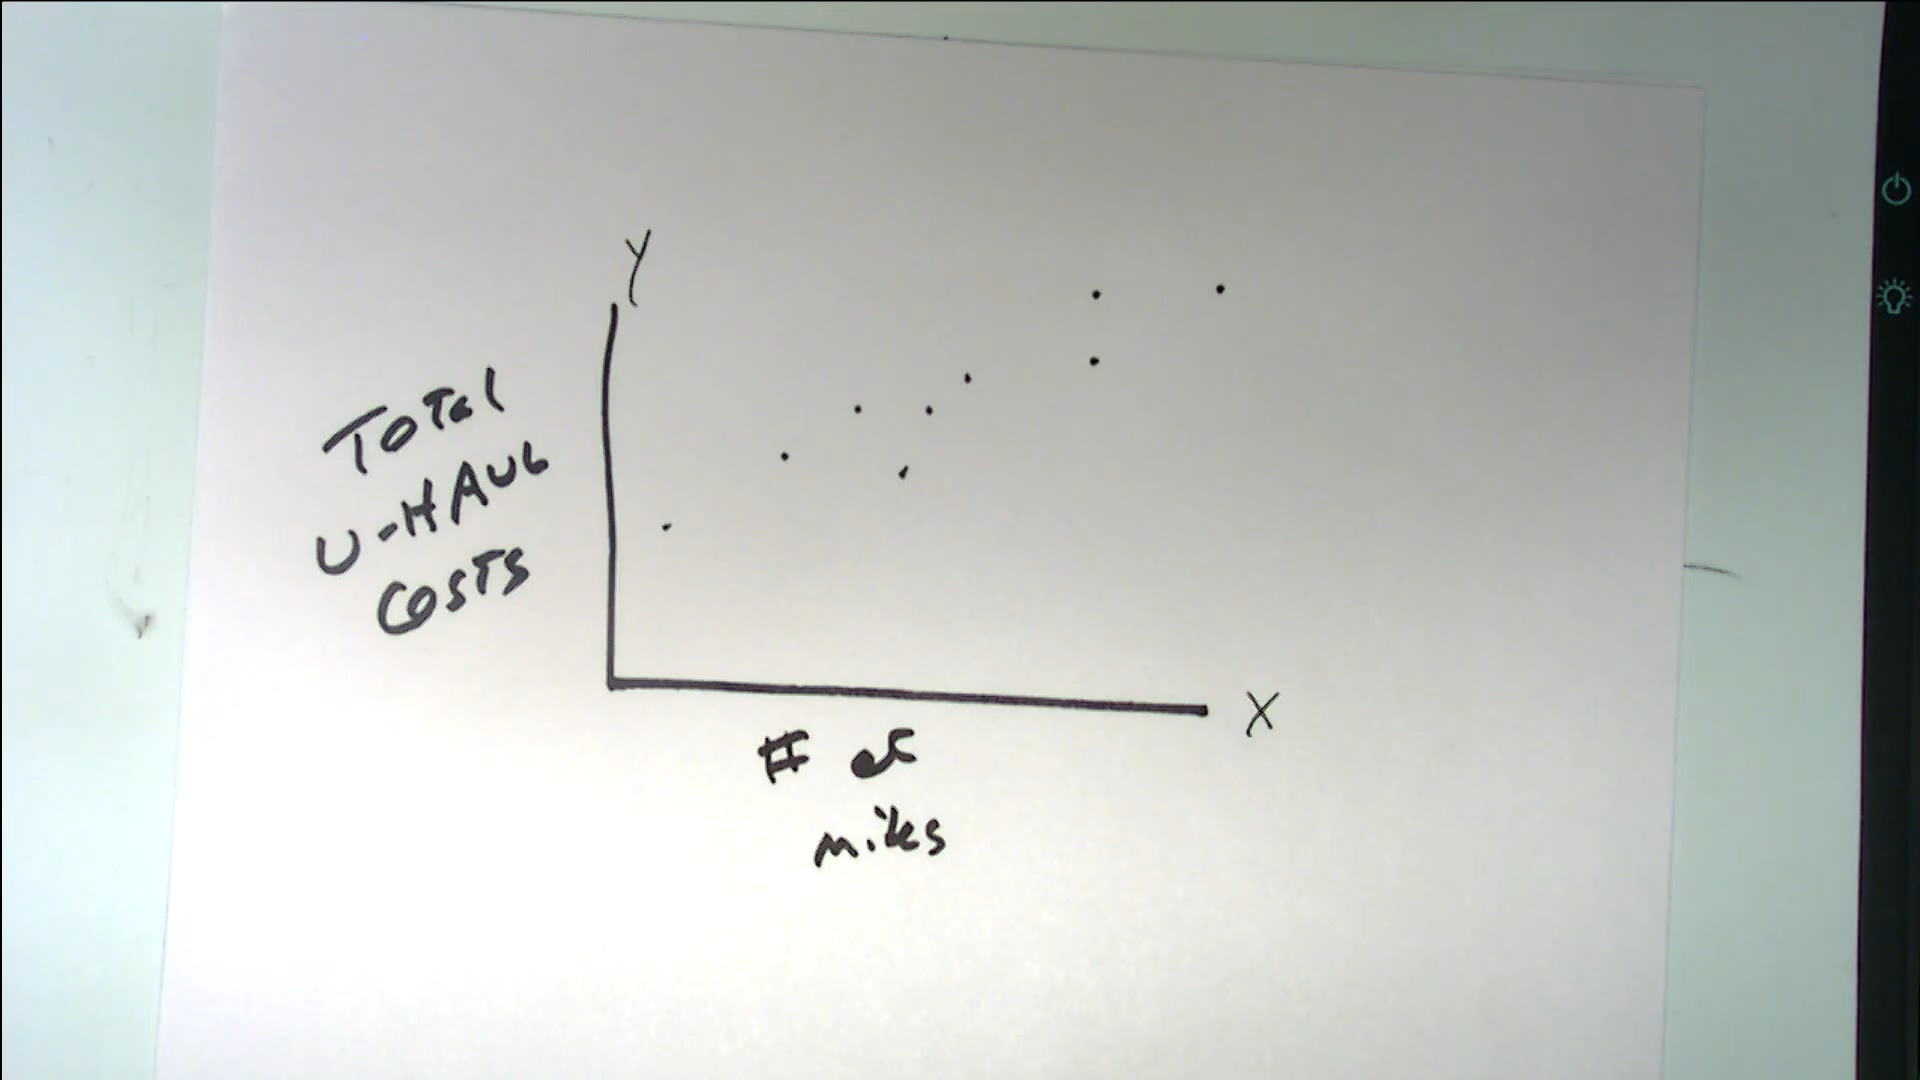 Y
Total
U-HAUL
Costs
X
# of
miles